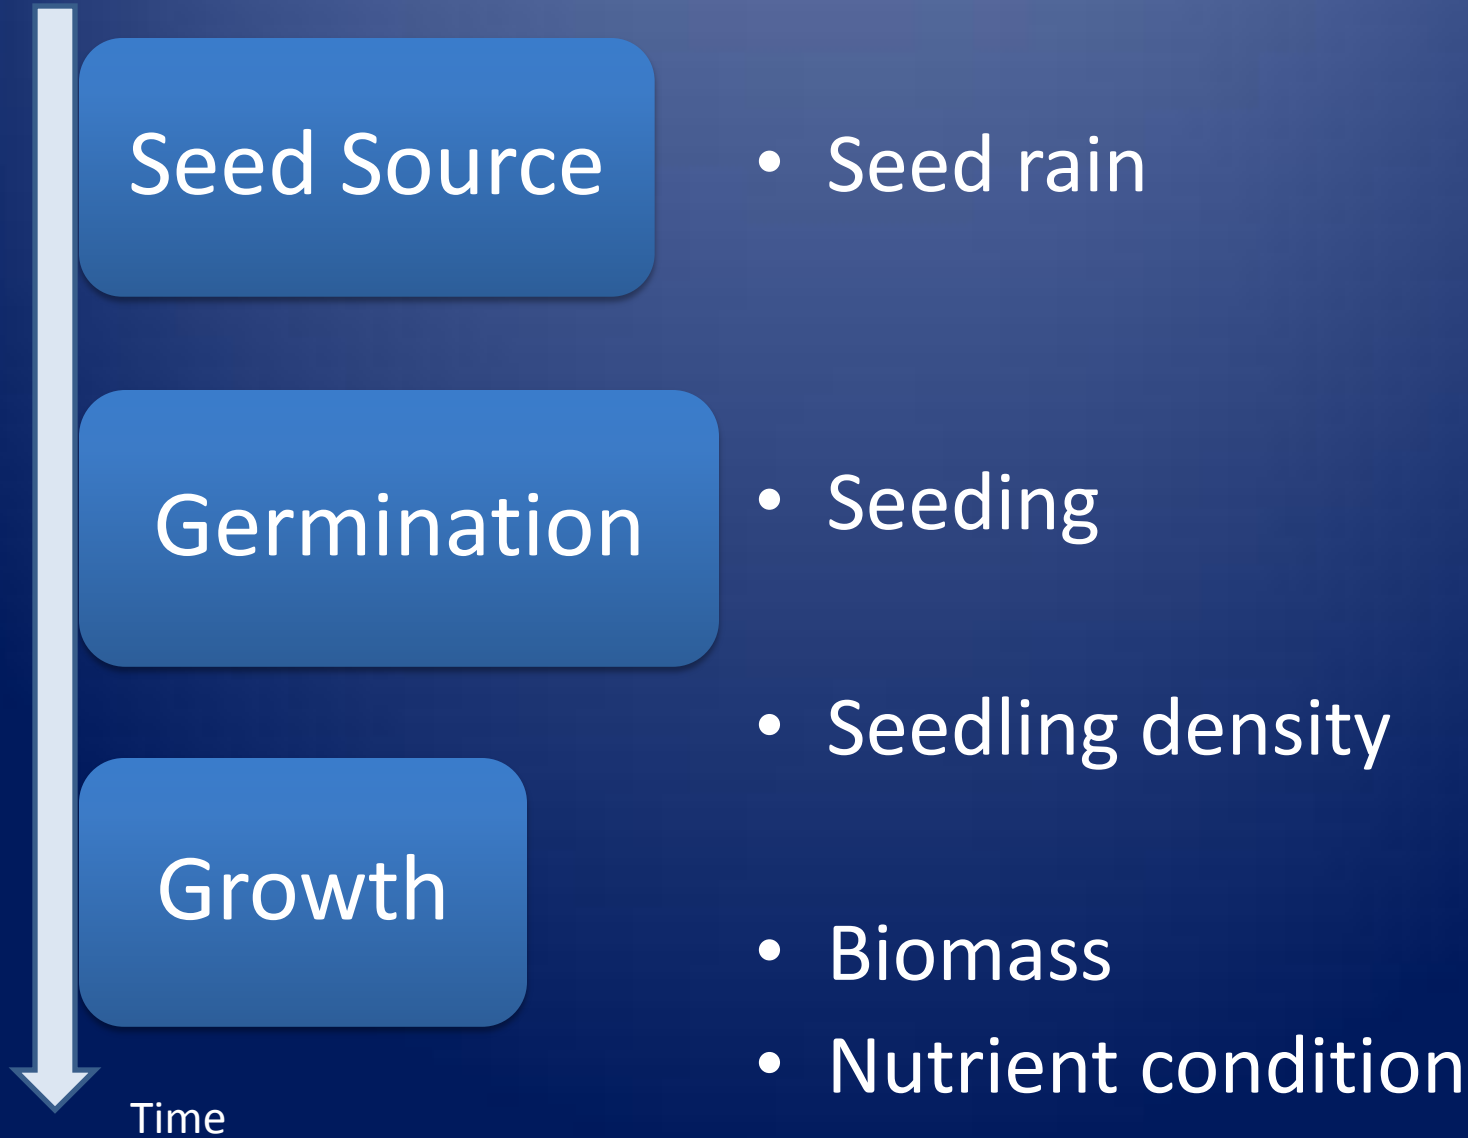 Seed Source
• Seed rain
Germination
• Seeding
• Seedling density
Growth
• Biomass
• Nutrient condition
Time